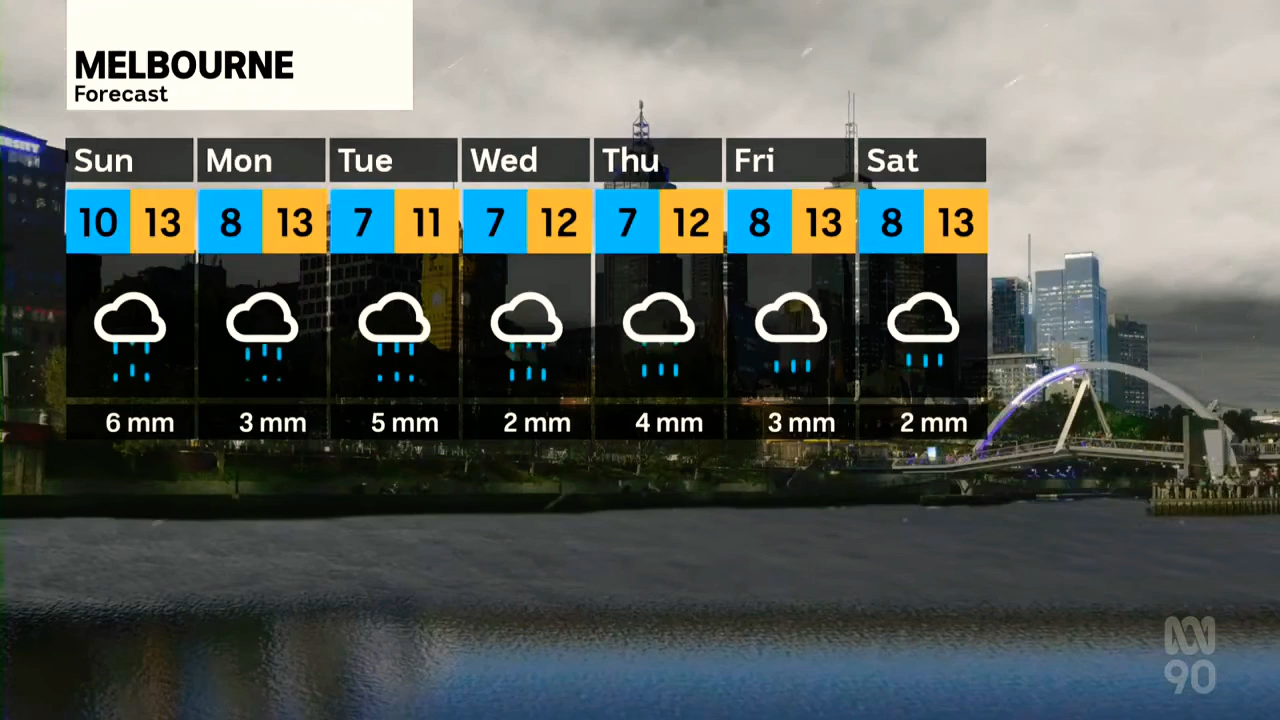 MELBOURNE
Forecast
Sun Mon Tue Wed Thu Fri Sat
10 13 8 13 7 11 7 12 7 12 8 13 8 13
6 mm 3 mm 5 mm 2 mm 4 mm 3 mm 2 mm
90